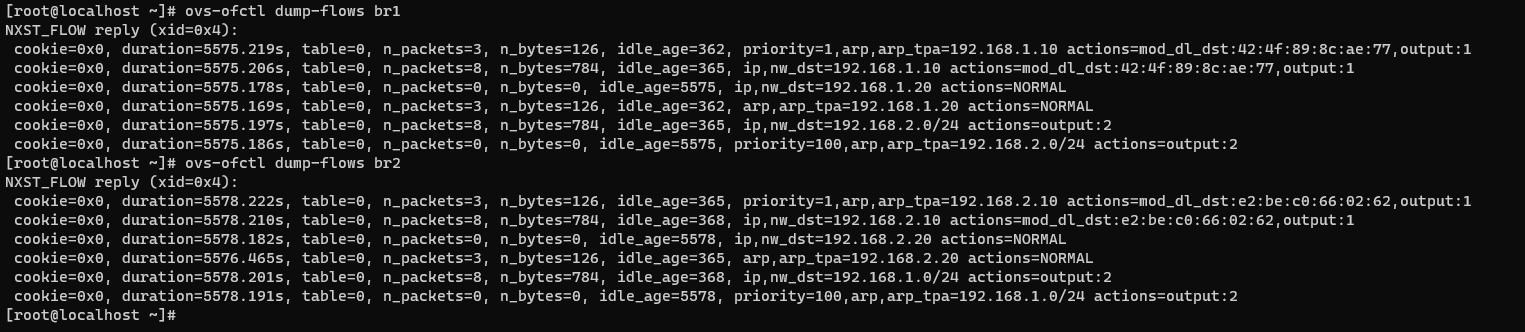 [root@localhost ~]# ovs-ofctl dump-flows br1
NXST_FLOW reply (xid=0x4):
 cookie=0x0, duration=5575.219s, table=0, n_packets=3, n_bytes=126, idle_age=362, priority=1,arp,arp_tpa=192.168.1.10 actions=mod_dl_dst:42:4f:89:8c:ae:77,output:1
 cookie=0x0, duration=5575.206s, table=0, n_packets=8, n_bytes=784, idle_age=365, ip,nw_dst=192.168.1.10 actions=mod_dl_dst:42:4f:89:8c:ae:77,output:1
 cookie=0x0, duration=5575.178s, table=0, n_packets=0, n_bytes=0, idle_age=5575, ip,nw_dst=192.168.1.20 actions=NORMAL
 cookie=0x0, duration=5575.169s, table=0, n_packets=3, n_bytes=126, idle_age=362, arp,arp_tpa=192.168.1.20 actions=NORMAL
 cookie=0x0, duration=5575.197s, table=0, n_packets=8, n_bytes=784, idle_age=365, ip,nw_dst=192.168.2.0/24 actions=output:2
 cookie=0x0, duration=5575.186s, table=0, n_packets=0, n_bytes=0, idle_age=5575, priority=100,arp,arp_tpa=192.168.2.0/24 actions=output:2
[root@localhost ~]# ovs-ofctl dump-flows br2
NXST_FLOW reply (xid=0x4):
 cookie=0x0, duration=5578.222s, table=0, n_packets=3, n_bytes=126, idle_age=365, priority=1,arp,arp_tpa=192.168.2.10 actions=mod_dl_dst:e2:be:c0:66:02:62,output:1
 cookie=0x0, duration=5578.210s, table=0, n_packets=8, n_bytes=784, idle_age=368, ip,nw_dst=192.168.2.10 actions=mod_dl_dst:e2:be:c0:66:02:62,output:1
 cookie=0x0, duration=5578.182s, table=0, n_packets=0, n_bytes=0, idle_age=5578, ip,nw_dst=192.168.2.20 actions=NORMAL
 cookie=0x0, duration=5576.465s, table=0, n_packets=3, n_bytes=126, idle_age=365, arp,arp_tpa=192.168.2.20 actions=NORMAL
 cookie=0x0, duration=5578.201s, table=0, n_packets=8, n_bytes=784, idle_age=368, ip,nw_dst=192.168.1.0/24 actions=output:2
 cookie=0x0, duration=5578.191s, table=0, n_packets=0, n_bytes=0, idle_age=5578, priority=100,arp,arp_tpa=192.168.1.0/24 actions=output:2
[root@localhost ~]#